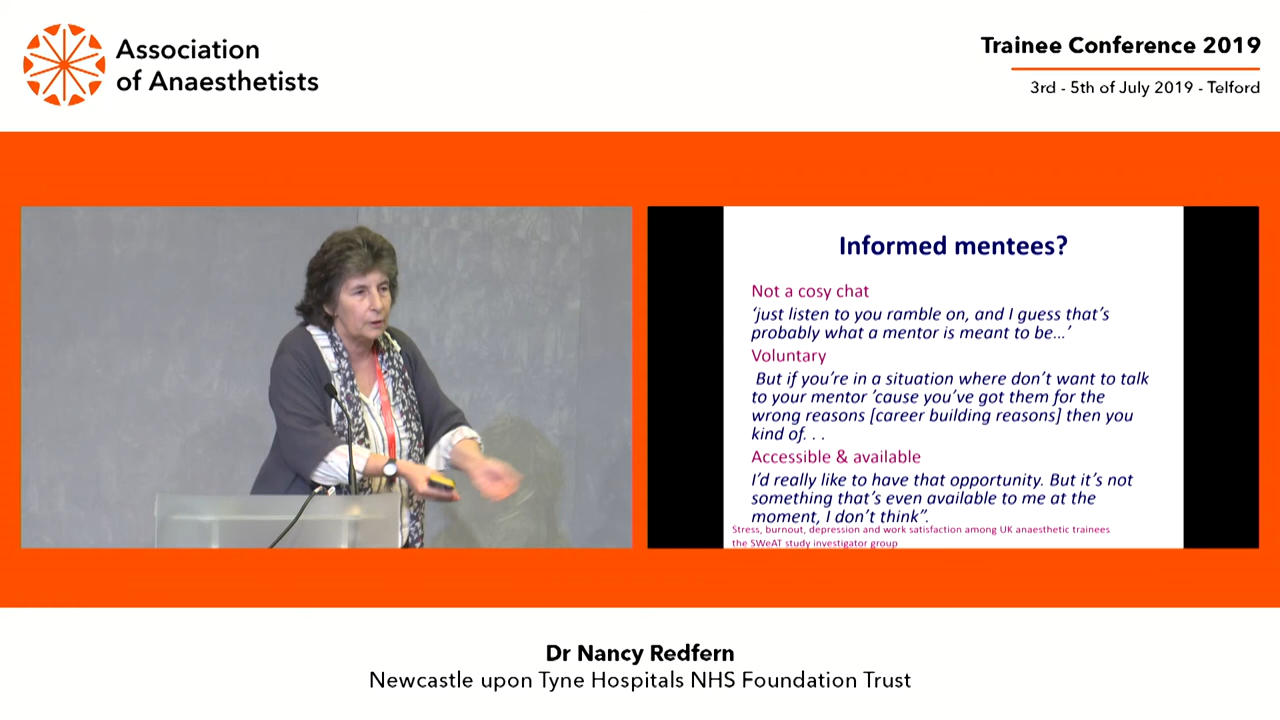 Association
of Anaesthetists
Trainee Conference 2019
3rd - 5th of July 2019 - Telford
Informed mentees?
Not a cosy chat
‘just listen to you ramble on, and I guess that’s
probably what a mentor is meant to be...’
Voluntary
But if you’re in a situation where don’t want to talk
to your mentor ’cause you’ve got them for the
wrong reasons [career building reasons] then you
kind of. . .
Accessible & available
I’d really like to have that opportunity. But it’s not
something that’s even available to me at the
moment, I don’t think”.
Stress, burnout, depression and work satisfaction among UK anaesthetic trainees
the SWeAT study investigator group
Dr Nancy Redfern
Newcastle upon Tyne Hospitals NHS Foundation Trust